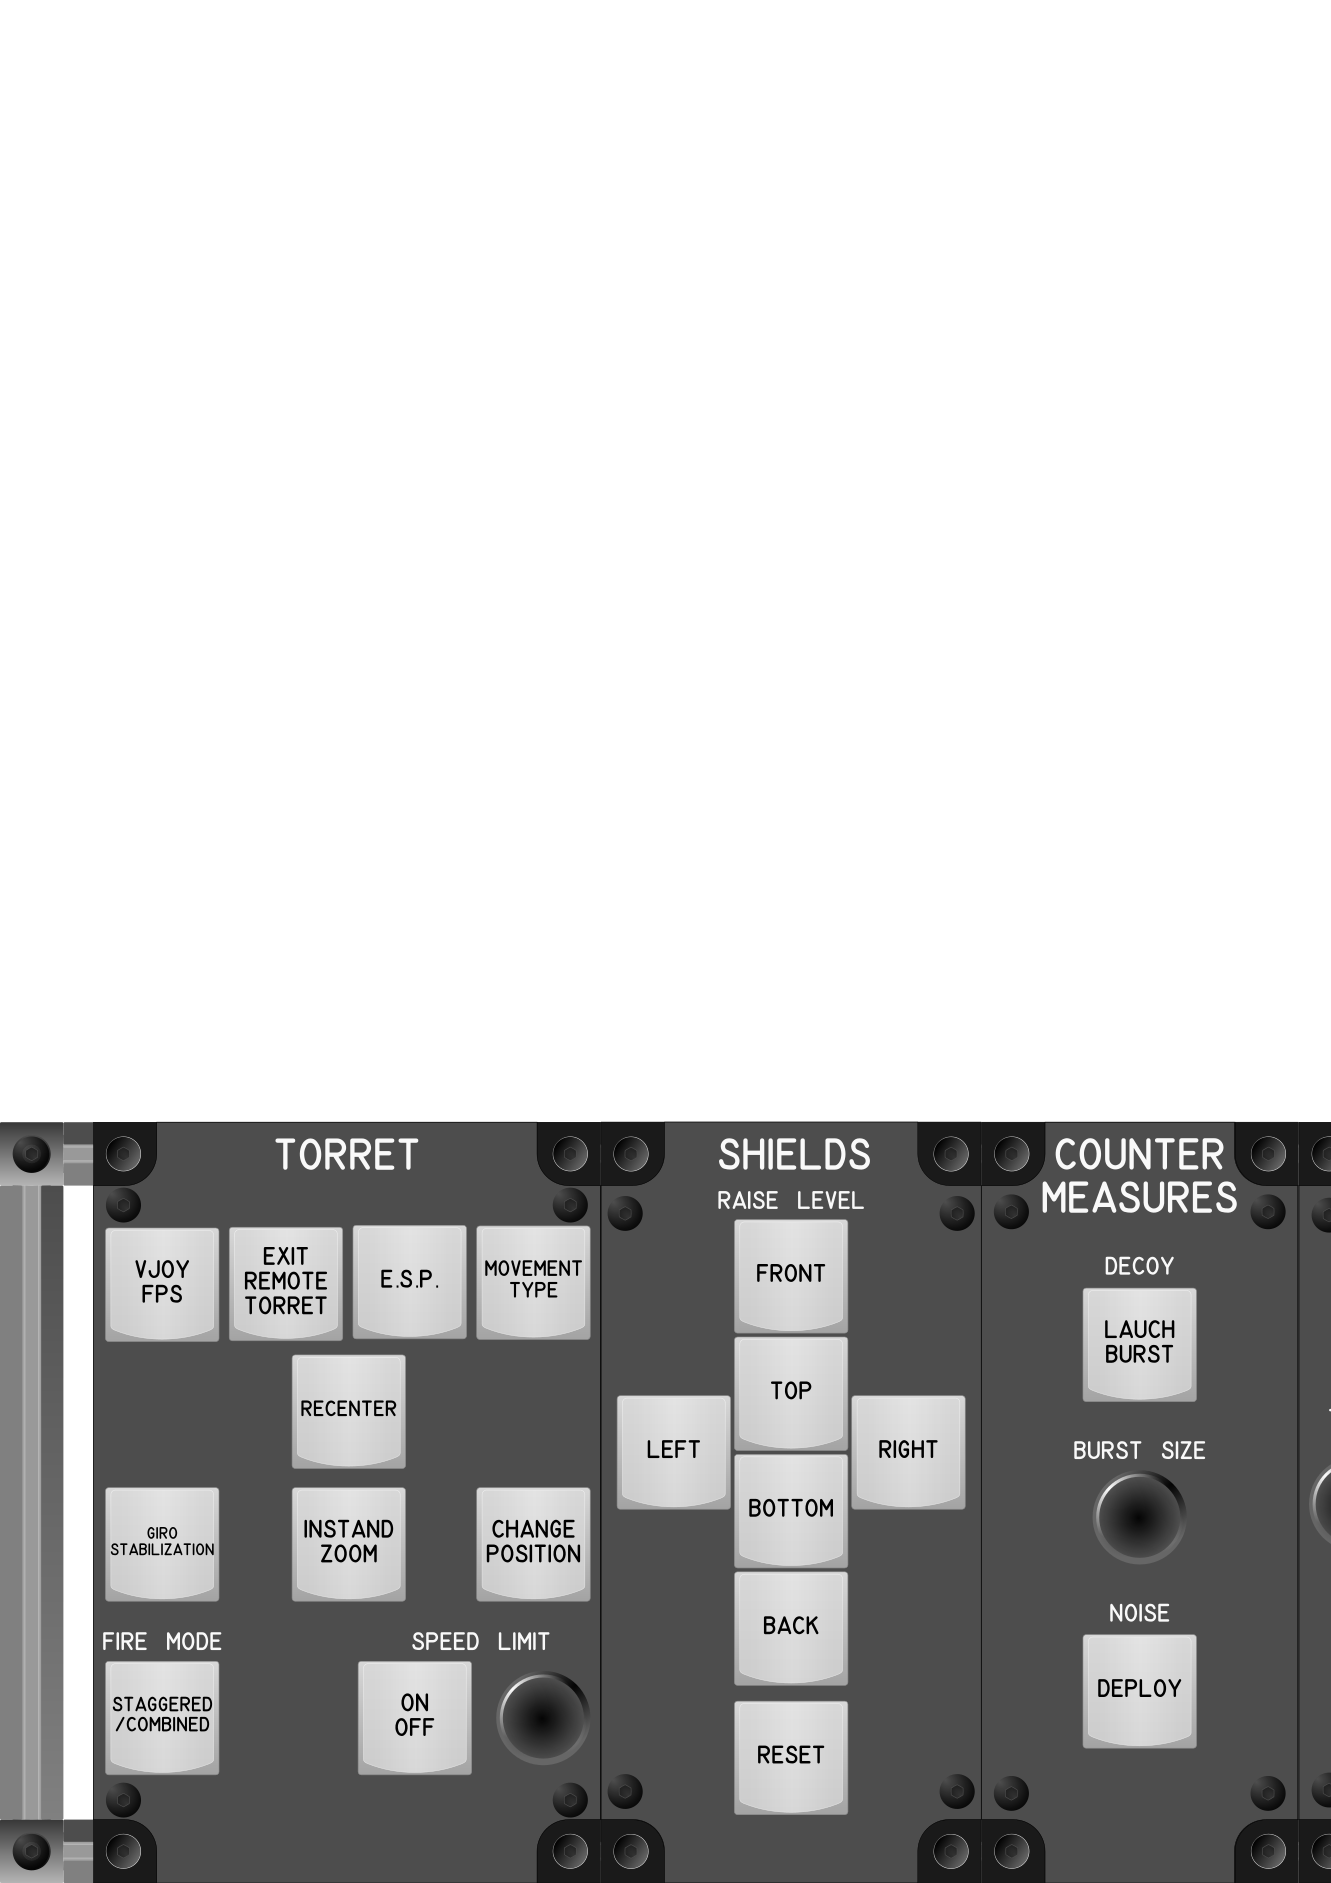 TORRET
VJOY
FPS
EXIT
REMOTE
TORRET
E.S.P.
MOVEMENT
TYPE
RECENTER
GIRO
STABILIZATION
INSTAND
ZOOM
CHANGE
POSITION
FIRE MODE
SPEED LIMIT
STAGGERED
/COMBINED
ON
OFF
SHIELDS
RAISE LEVEL
FRONT
TOP
LEFT
RIGHT
BOTTOM
BACK
RESET
COUNTER
MEASURES
DECOY
LAUCH
BURST
BURST SIZE
NOISE
DEPLOY